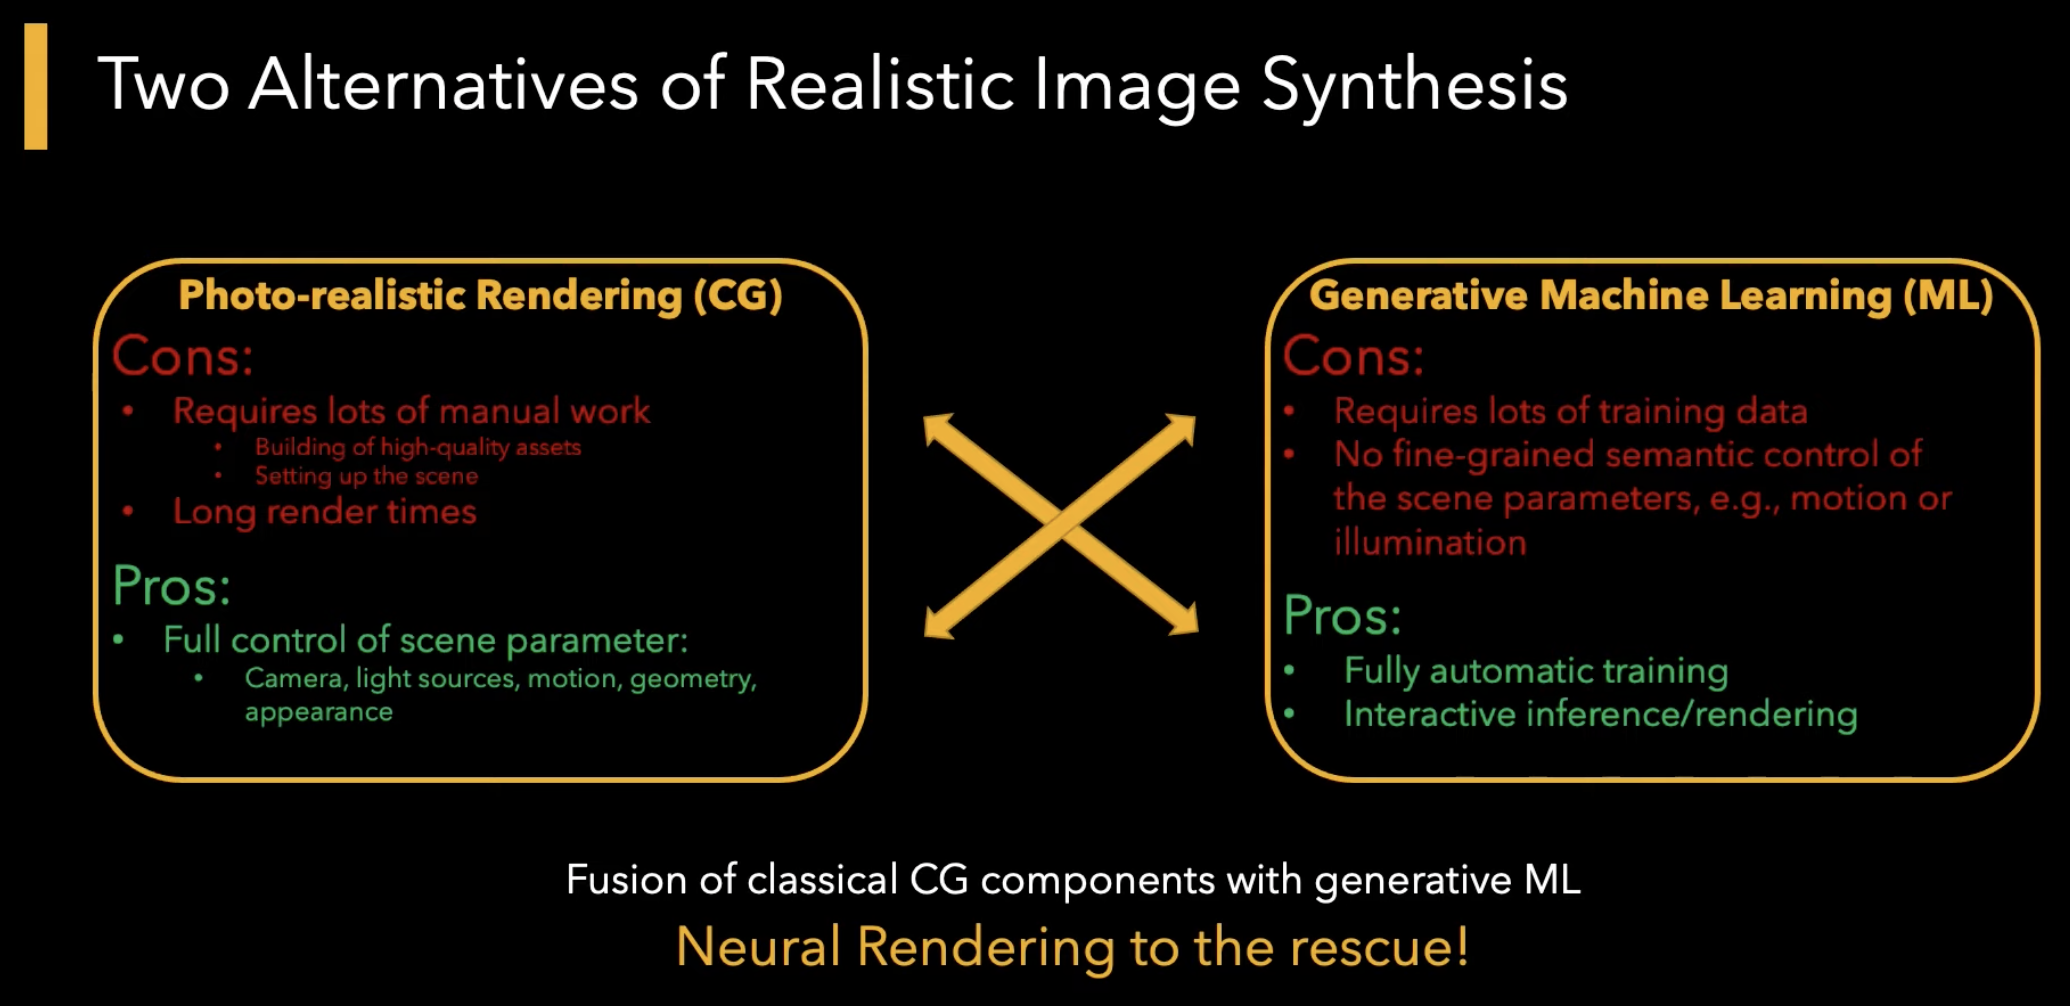 Two Alternatives of Realistic Image Synthesis
Photo-realistic Rendering (CG)
Cons:
• Requires lots of manual work
• Building of high-quality assets
• Setting up the scene
• Long render times
Pros:
• Full control of scene parameter:
• Camera, light sources, motion, geometry,
appearance
Generative Machine Learning (ML)
Cons:
• Requires lots of training data
• No fine-grained semantic control of
the scene parameters, e.g., motion or
illumination
Pros:
• Fully automatic training
• Interactive inference/rendering
Fusion of classical CG components with generative ML
Neural Rendering to the rescue!